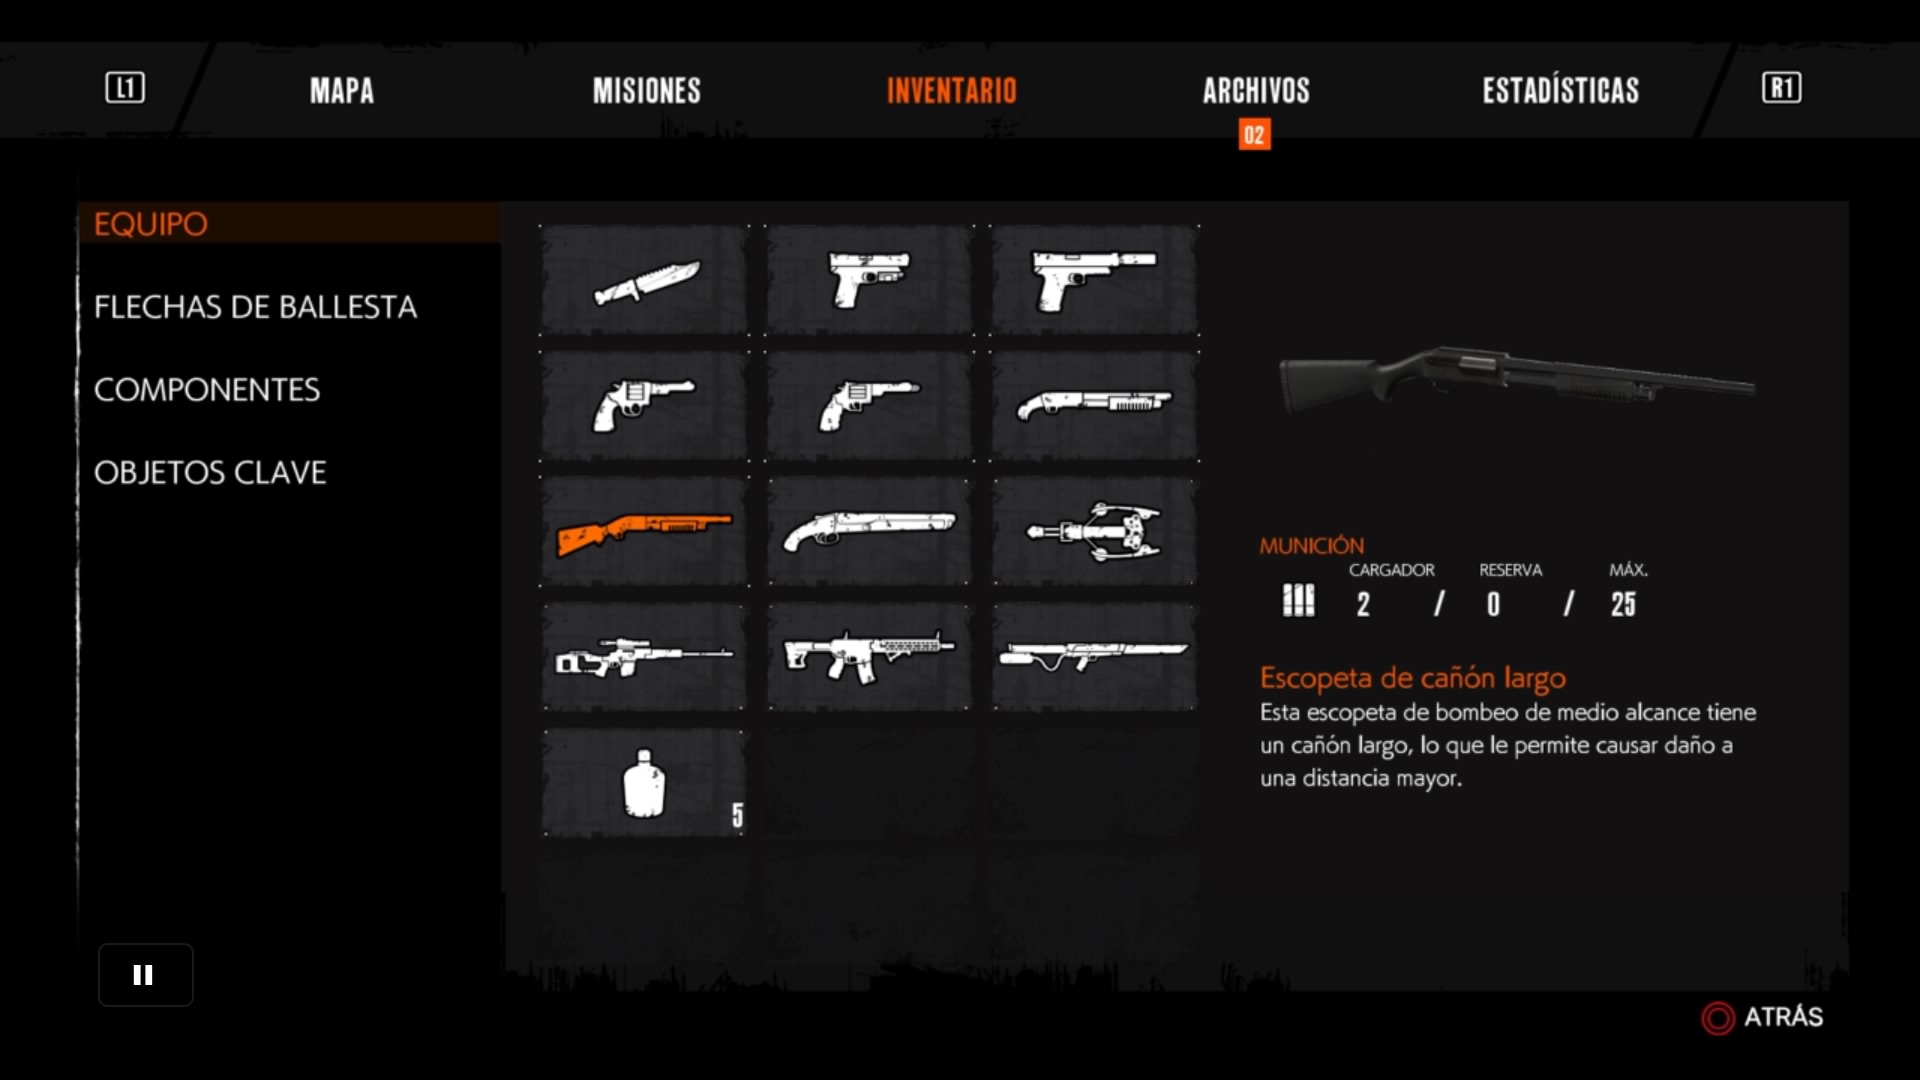 L1 MAPA MISIONES INVENTARIO ARCHIVOS ESTADÍSTICAS R1
02
EQUIPO
FLECHAS DE BALLESTA
COMPONENTES
OBJETOS CLAVE
5
MUNICIÓN
CARGADOR RESERVA MÁX.
2 / 0 / 25
Escopeta de cañón largo
Esta escopeta de bombeo de medio alcance tiene
un cañón largo, lo que le permite causar daño a
una distancia mayor.
ATRÁS